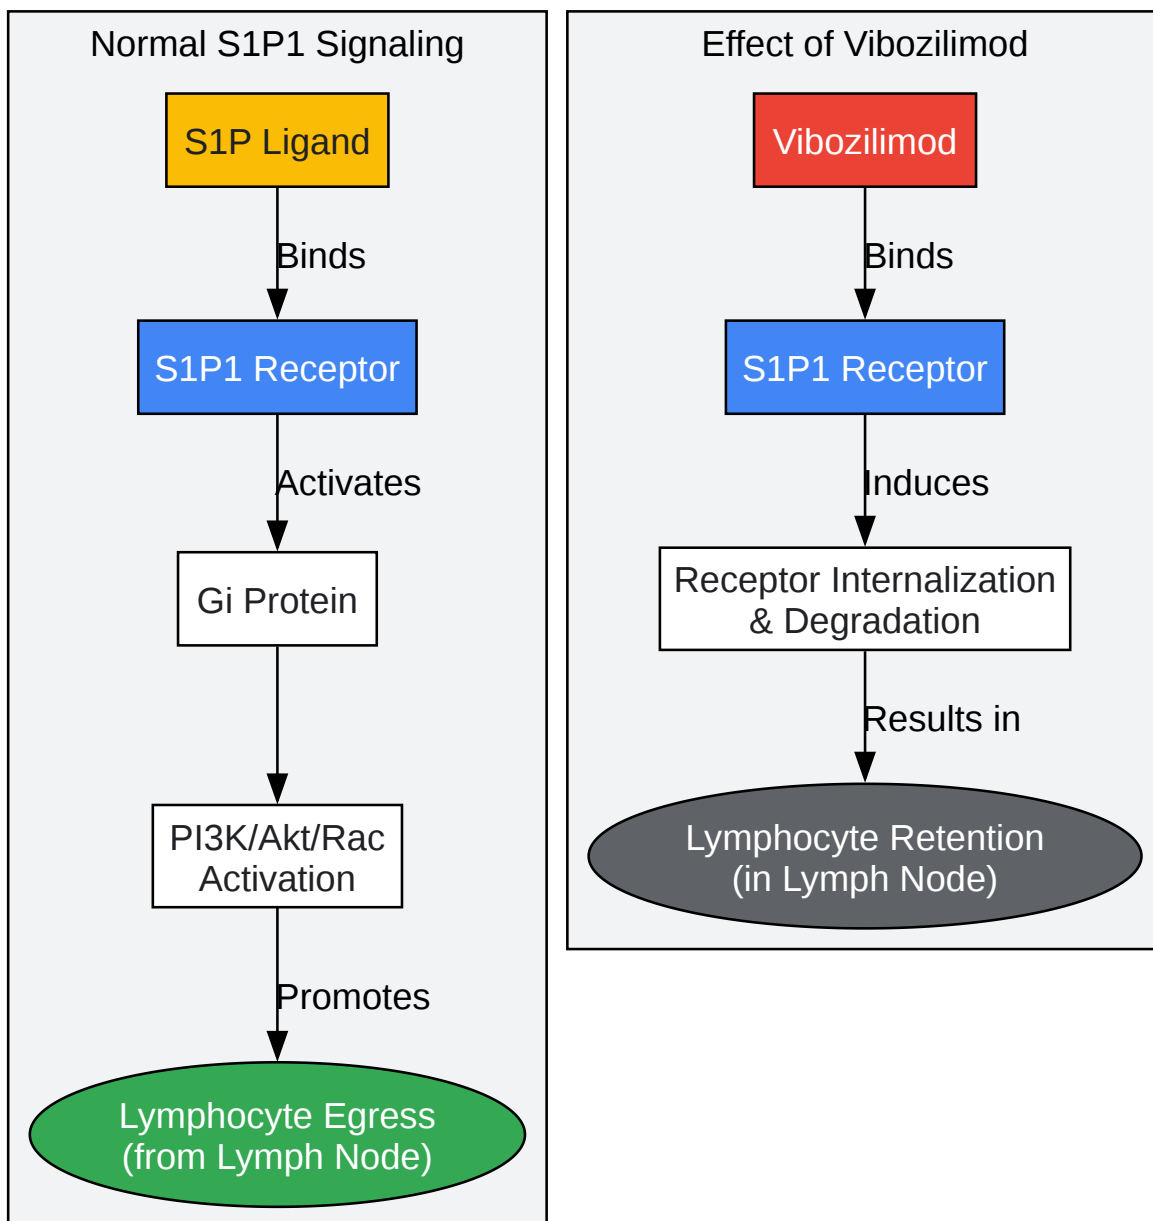 Normal S1P1 Signaling
S1P Ligand
Binds
S1P1 Receptor
Activates
Gi Protein
PI3K/Akt/Rac
Activation
Promotes
Lymphocyte Egress
(from Lymph Node)
Effect of Vibozilimod
Vibozilimod
Binds
S1P1 Receptor
Induces
Receptor Internalization
& Degradation
Results in
Lymphocyte Retention
(in Lymph Node)